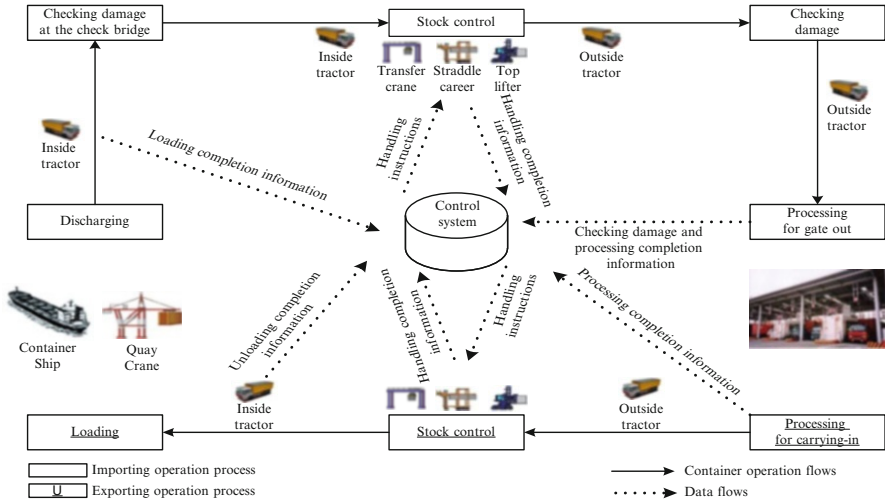 Checking damage
at the check bridge
Inside
tractor
Stock control
Transfer
crane
Straddle
career
Top
lifter
Outside
tractor
Checking
damage
Inside
tractor
Loading completion information
Handling
instructions
Handling completion
information
Outside
tractor
Discharging
Control
system
Processing
for gate out
Checking damage and
processing completion
information
Container
Ship
Quay
Crane
Unloading completion
information
Handling completion
information
Handling
instructions
Processing completion information
Loading
Inside
tractor
Stock control
Outside
tractor
Processing
for carrying-in
Importing operation process
U Exporting operation process
Container operation flows
Data flows